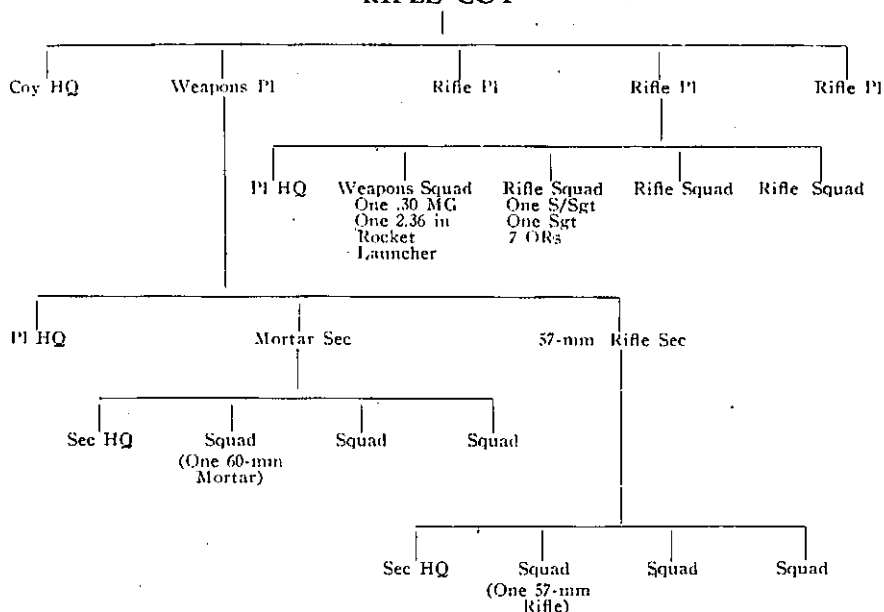 RIFLE COY
Coy HQ Weapons Pl Rifle Pl Rifle Pl Rifle Pl
Pl HQ Weapons Squad Rifle Squad Rifle Squad Rifle Squad
One .30 MG One S/Sgt
One 2.36 in One Sgt
Rocket 7 ORs
Launcher
Pl HQ Mortar Sec 57-mm Rifle Sec
Sec HQ Squad Squad Squad
(One 60-mm
Mortar)
Sec HQ Squad Squad Squad
(One 57-mm
Rifle)